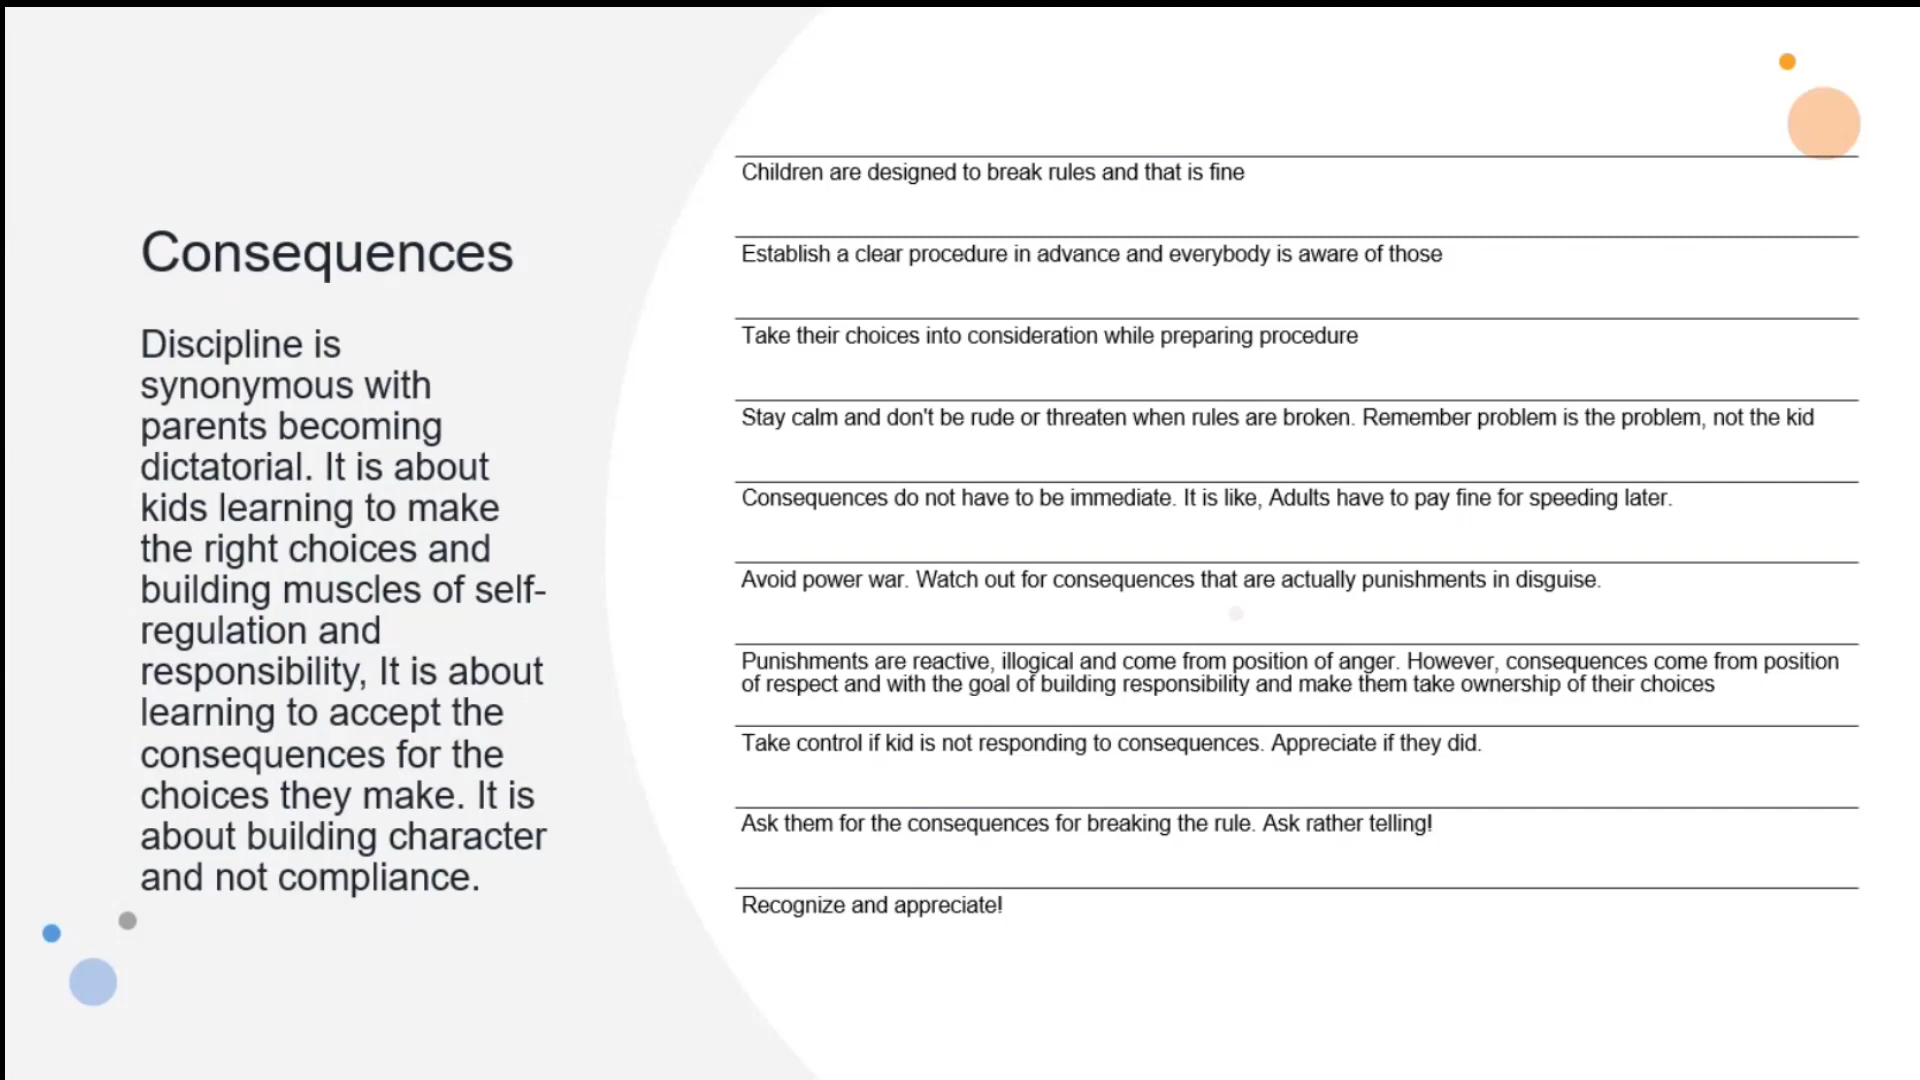 Consequences
Discipline is
synonymous with
parents becoming
dictatorial. It is about
kids learning to make
the right choices and
building muscles of self-
regulation and
responsibility, It is about
learning to accept the
consequences for the
choices they make. It is
about building character
and not compliance.
Children are designed to break rules and that is fine
Establish a clear procedure in advance and everybody is aware of those
Take their choices into consideration while preparing procedure
Stay calm and don't be rude or threaten when rules are broken. Remember problem is the problem, not the kid
Consequences do not have to be immediate. It is like, Adults have to pay fine for speeding later.
Avoid power war. Watch out for consequences that are actually punishments in disguise.
Punishments are reactive, illogical and come from position of anger. However, consequences come from position
of respect and with the goal of building responsibility and make them take ownership of their choices
Take control if kid is not responding to consequences. Appreciate if they did.
Ask them for the consequences for breaking the rule. Ask rather telling!
Recognize and appreciate!